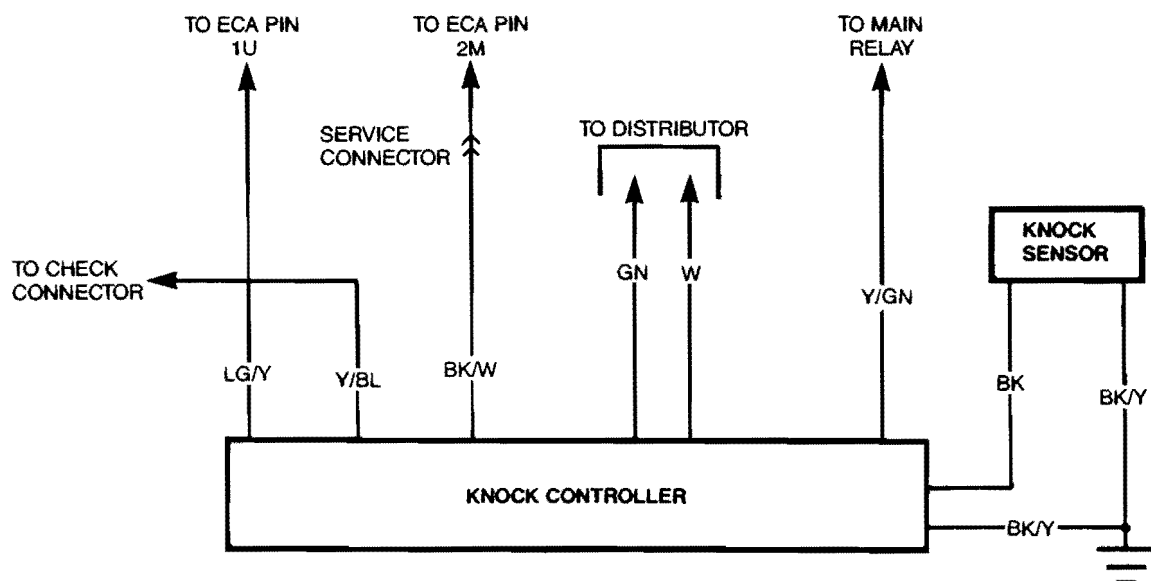 TO ECA PIN
1U
TO ECA PIN
2M
TO MAIN
RELAY
SERVICE
CONNECTOR
TO DISTRIBUTOR
KNOCK
SENSOR
TO CHECK
CONNECTOR
GN
W
Y/GN
LG/Y
Y/BL
BK/W
BK
BK/Y
KNOCK CONTROLLER
BK/Y